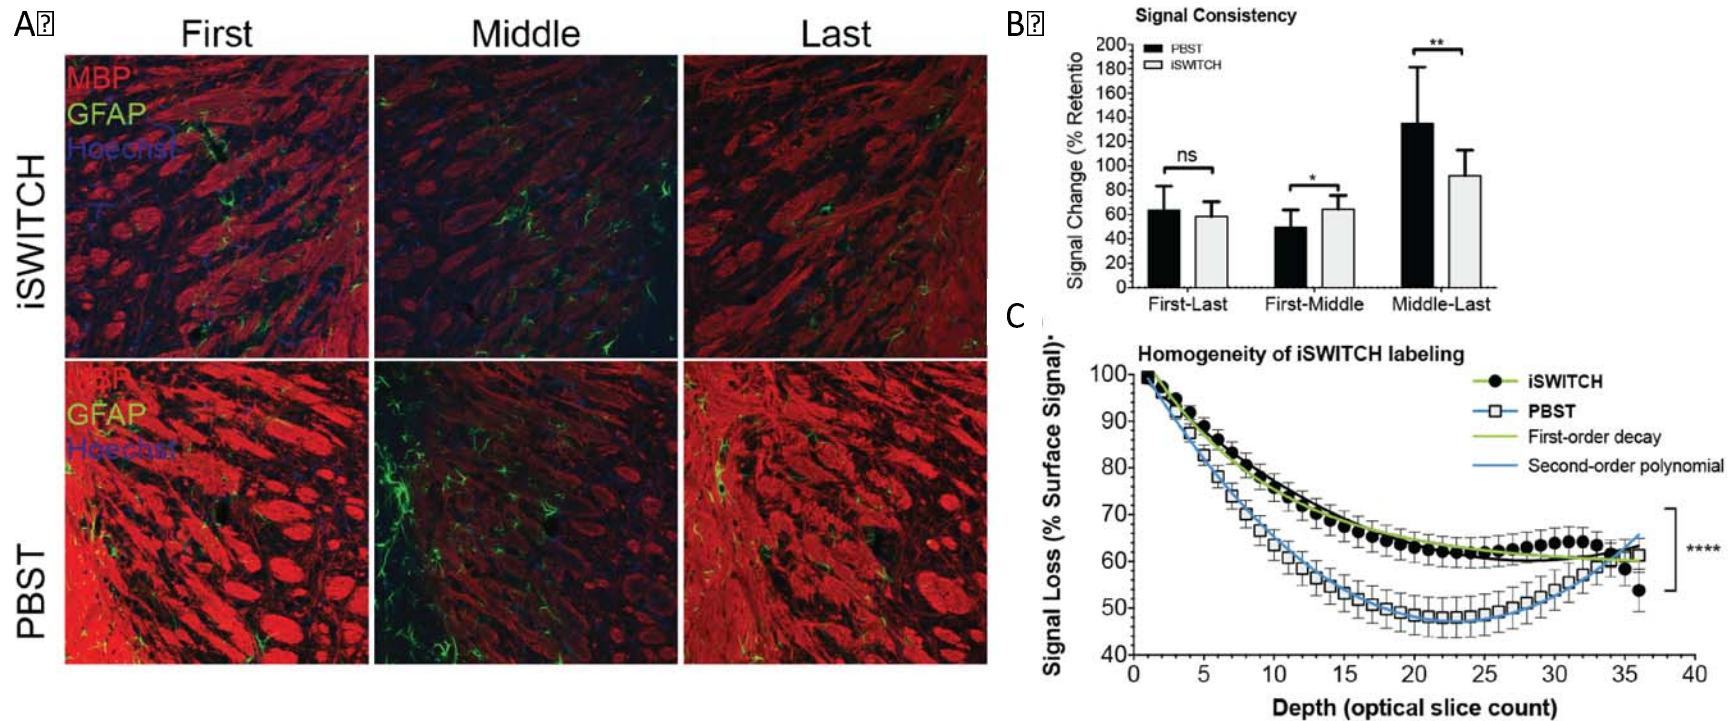 A
First
Middle
Last
iSWITCH
MBP
GFAP
Hoechst
PBST
MBP
GFAP
Hoechst
B
Signal Consistency
Signal Change (% Retentio
200
180
160
140
120
100
80
60
40
20
0
PBST
iSWITCH
ns
*
**
First-Last
First-Middle
Middle-Last
C
Homogeneity of iSWITCH labeling
Signal Loss (% Surface Signal)
100
90
80
70
60
50
40
iSWITCH
PBST
First-order decay
Second-order polynomial
****
0 5 10 15 20 25 30 35 40
Depth (optical slice count)